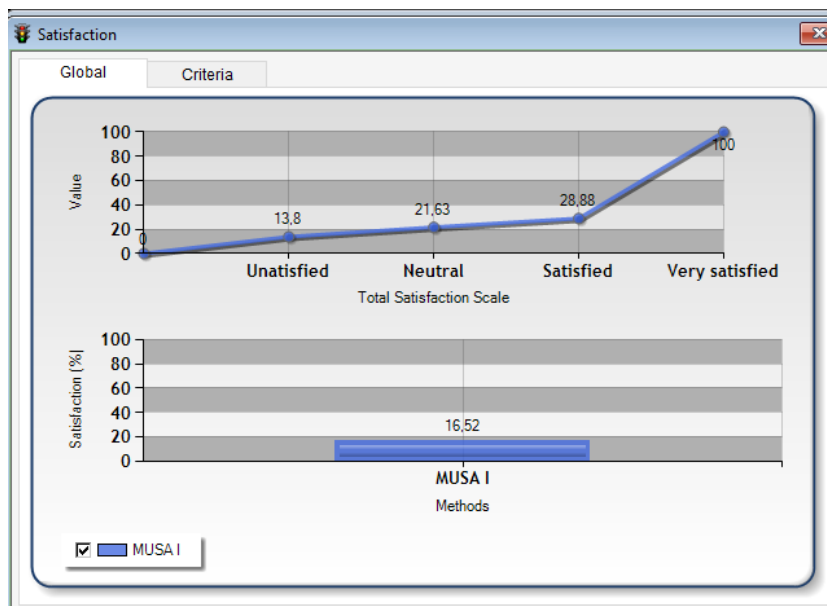 Satisfaction
Global Criteria
100
80
60
40
20
0
Value
0
13,8
21,63
28,88
100
Unatisfied Neutral Satisfied Very satisfied
Total Satisfaction Scale
100
80
60
40
20
0
Satisfaction (%)
16,52
MUSA I
Methods
MUSA I